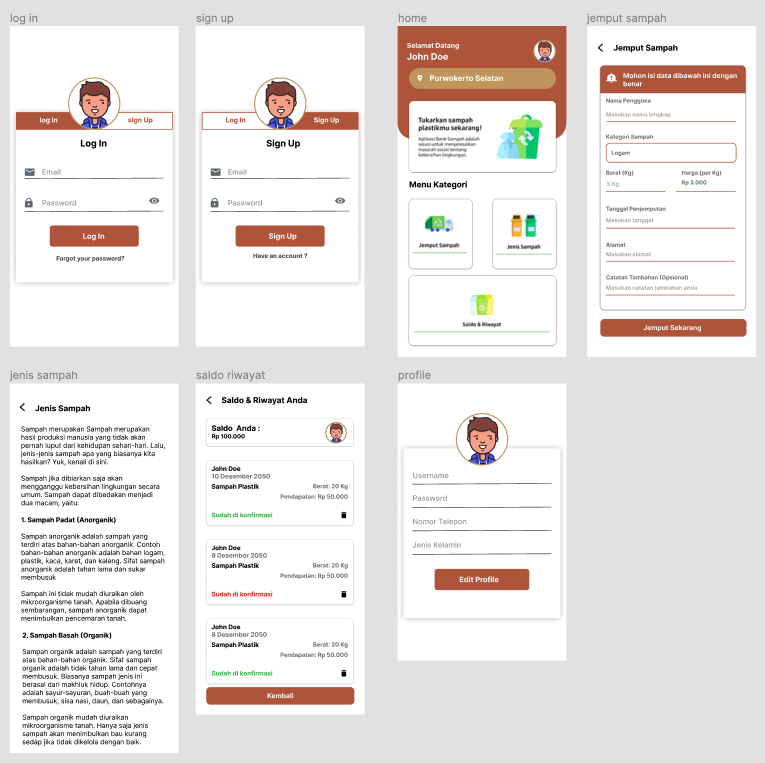 log in
log In
sign Up
Log In
Email
Password
Log In
Forgot your password?
sign up
Log In
Sign Up
Sign Up
Email
Password
Sign Up
Have an account ?
home
Selamat Datang
John Doe
Purwokerto Selatan
Tukarkan sampah
plastikmu sekarang!
Aplikasi Bank Sampah adalah
solusi untuk menyelesaikan
masalah sosial tentang
kebersihan lingkungan.
Menu Kategori
Jemput Sampah
Jenis Sampah
Saldo & Riwayat
jemput sampah
Jemput Sampah
Mohon isi data dibawah ini dengan
benar
Nama Pengguna
Masukan nama lengkap
Kategori Sampah
Logam
Berat (Kg)
Harga (per Kg)
5 Kg
Rp 3.000
Tanggal Penjemputan
Masukan tanggal
Alamat
Masukan alamat
Catatan Tambahan (Opsional)
Masukan catatan tambahan anda
Jemput Sekarang
jenis sampah
Jenis Sampah
Sampah merupakan Sampah merupakan
hasil produksi manusia yang tidak akan
pernah luput dari kehidupan sehari-hari. Lalu,
jenis-jenis sampah apa yang biasanya kita
hasilkan? Yuk, kenali di sini.
Sampah jika dibiarkan saja akan
mengganggu kebersihan lingkungan secara
umum. Sampah dapat dibedakan menjadi
dua macam, yaitu:
1. Sampah Padat (Anorganik)
Sampah anorganik adalah sampah yang
terdiri atas bahan-bahan anorganik. Contoh
bahan-bahan anorganik adalah bahan logam,
plastik, kaca, karet, dan kaleng. Sifat sampah
anorganik adalah tahan lama dan sukar
membusuk
Sampah ini tidak mudah diuraikan oleh
mikroorganisme tanah. Apabila dibuang
sembarangan, sampah anorganik dapat
menimbulkan pencemaran tanah.
2. Sampah Basah (Organik)
Sampah organik adalah sampah yang terdiri
atas bahan-bahan organik. Sifat sampah
organik adalah tidak tahan lama dan cepat
membusuk. Biasanya sampah jenis ini
berasal dari makhluk hidup. Contohnya
adalah sayur-sayuran, buah-buah yang
membusuk, sisa nasi, daun, dan sebagainya.
Sampah organik mudah diuraikan
mikroorganisme tanah. Hanya saja jenis
sampah akan menimbulkan bau kurang
sedap jika tidak dikelola dengan baik.
saldo riwayat
Saldo & Riwayat Anda
Saldo Anda :
Rp 100.000
John Doe
10 Desember 2050
Sampah Plastik
Berat: 20 Kg
Pendapatan: Rp 50.000
Sudah di konfirmasi
John Doe
9 Desember 2050
Sampah Plastik
Berat: 20 Kg
Pendapatan: Rp 50.000
Sudah di konfirmasi
John Doe
8 Desember 2050
Sampah Plastik
Berat: 20 Kg
Pendapatan: Rp 50.000
Sudah di konfirmasi
Kembali
profile
Username
Password
Nomor Telepon
Jenis Kelamin
Edit Profile